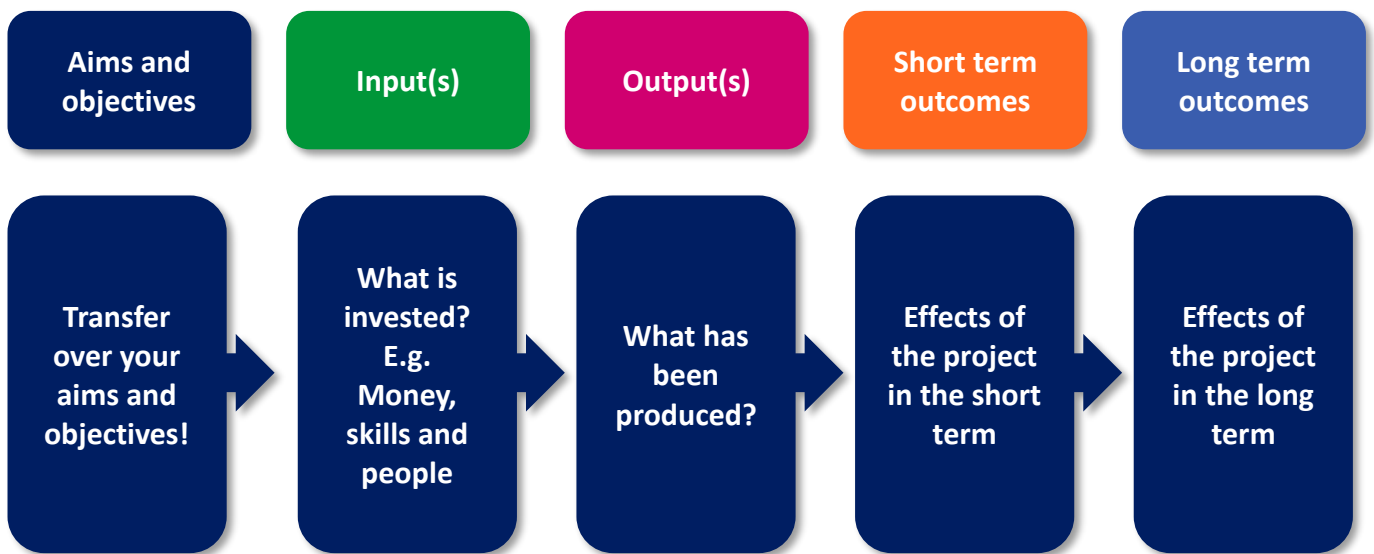 Aims and
objectives
Input(s)
Output(s)
Short term
outcomes
Long term
outcomes
Transfer
over your
aims and
objectives!
What is
invested?
E.g.
Money,
skills and
people
What has
been
produced?
Effects of
the project
in the short
term
Effects of
the project
in the long
term